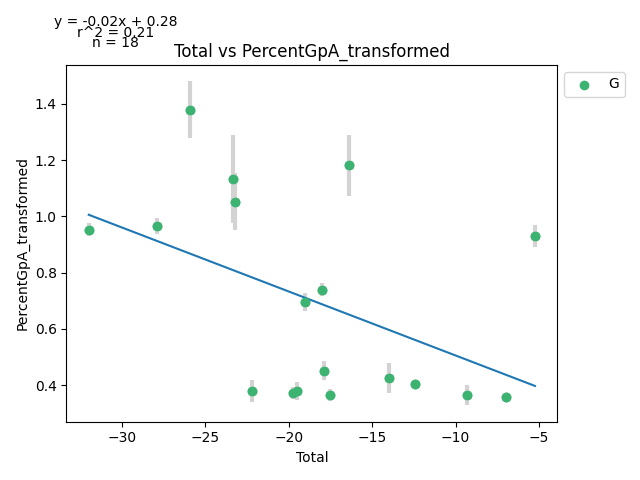 y = -0.02x + 0.28
r^2 = 0.21
n = 18
Total vs PercentGpA_transformed
G
1.4
1.2
1.0
0.8
0.6
0.4
PercentGpA_transformed
−30
−25
−20
−15
−10
−5
Total